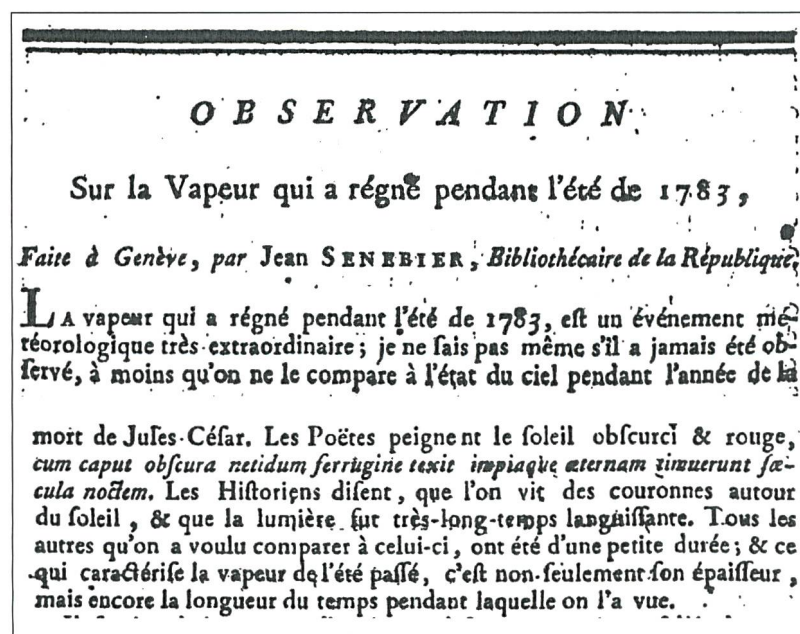 OBSERVATION
Sur la Vapeur qui a régné pendant l'été de 1783,
Faite à Genève, par Jean SENEBIER, Bibliothécaire de la République,
LA vapeur qui a régné pendant l'été de 1783, eſt un événement mé-
téorologique très-extraordinaire ; je ne ſais pas même s'il a jamais été ob-
ſervé, à moins qu'on ne le compare à l'état du ciel pendant l'année de la
mort de Juſes-Céſar. Les Poëtes peignent le ſoleil obſcurci & rouge,
cum caput obſcura netidum ferrugine texit impiaque æternam timuerunt ſæ-
cula noctem. Les Hiſtoriens diſent, que l'on vit des couronnes autour
du ſoleil, & que la lumière fut très-long-temps languiſſante. Tous les
autres qu'on a voulu comparer à celui-ci, ont été d'une petite durée ; & ce
qui caractériſe la vapeur de l'été paſſé, c'eſt non-ſeulement ſon épaiſſeur,
mais encore la longueur du temps pendant laquelle on l'a vue.